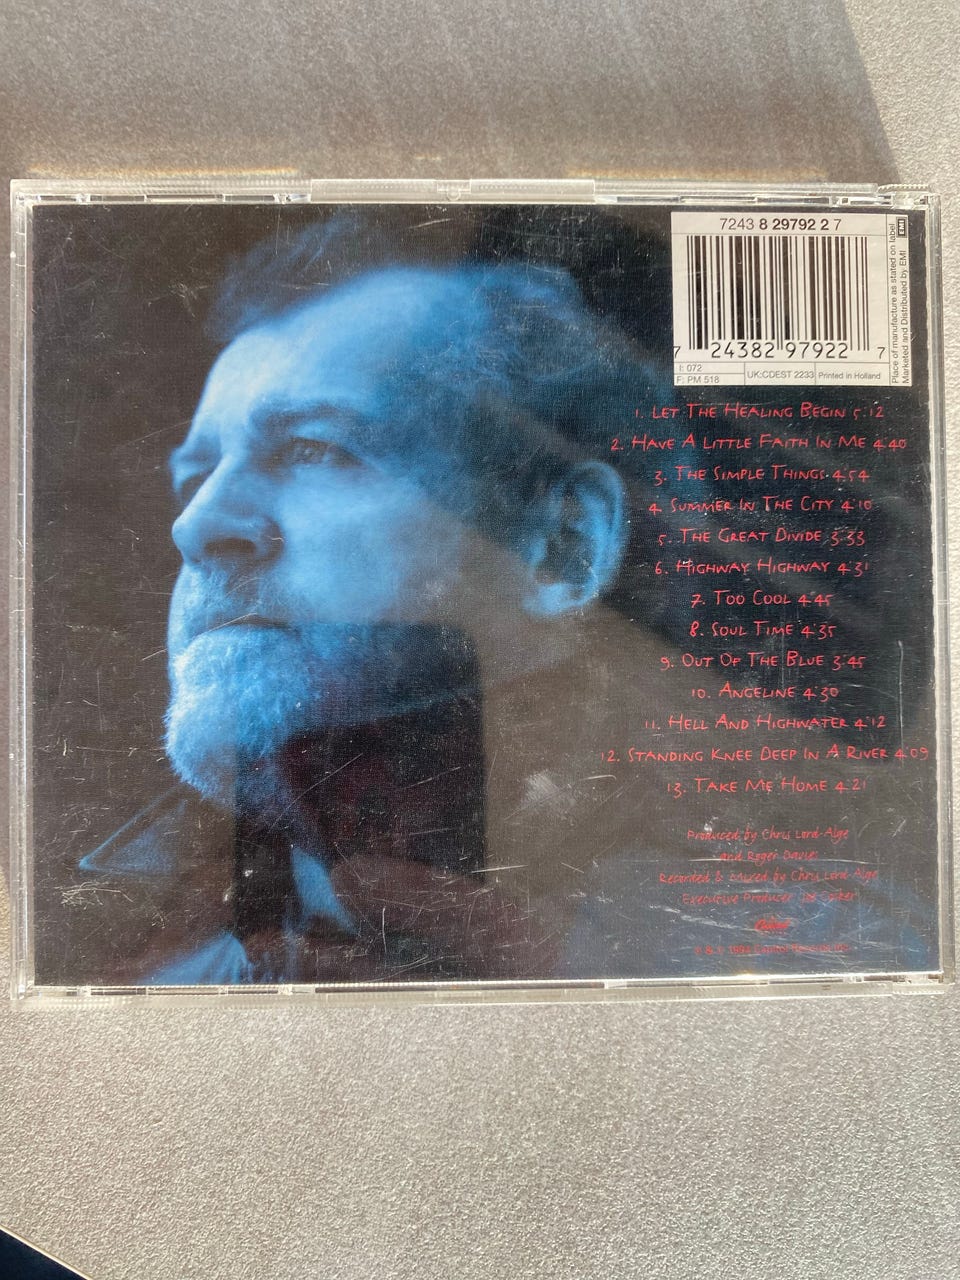 7243 8 29792 2 7
7 24382 97922 7
I: 072
F: PM 518
UK:CDEST 2233
Printed in Holland
Place of manufacture as stated on label
Marketed and Distributed by EMI
EMI
1. LET THE HEALING BEGIN 5:12
2. HAVE A LITTLE FAITH IN ME 4:40
3. THE SIMPLE THINGS 4:54
4. SUMMER IN THE CITY 4:10
5. THE GREAT DIVIDE 3:33
6. HIGHWAY HIGHWAY 4:31
7. TOO COOL 4:45
8. SOUL TIME 4:35
9. OUT OF THE BLUE 3:45
10. ANGELINE 4:30
11. HELL AND HIGHWATER 4:12
12. STANDING KNEE DEEP IN A RIVER 4:09
13. TAKE ME HOME 4:21
Produced by Chris Lord-Alge
and Roger Davies
Recorded & Mixed by Chris Lord-Alge
Executive Producer Joe Cocker